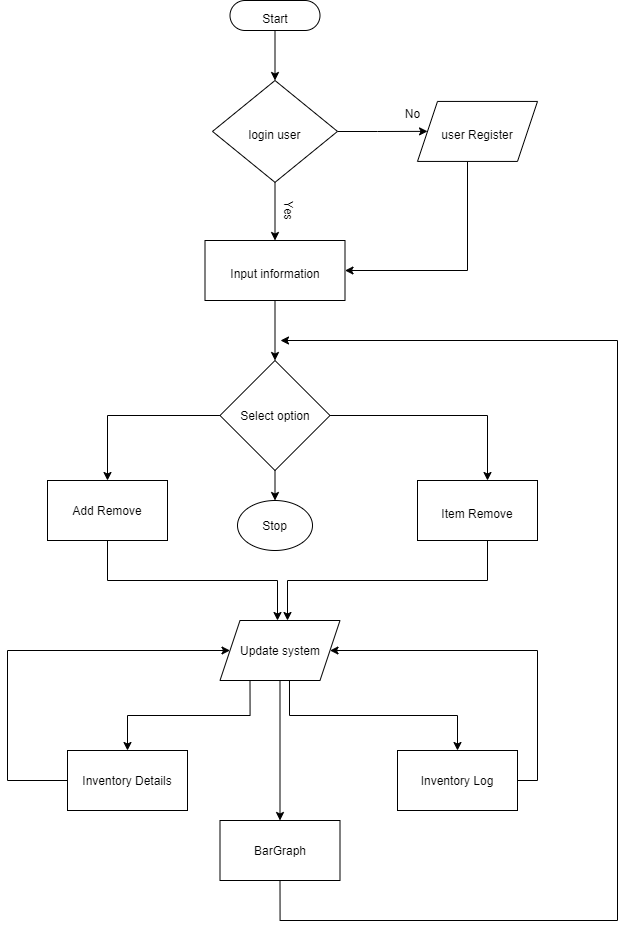 Start
login user
No
user Register
Yes
Input information
Select option
Add Remove
Stop
Item Remove
Update system
Inventory Details
Inventory Log
BarGraph